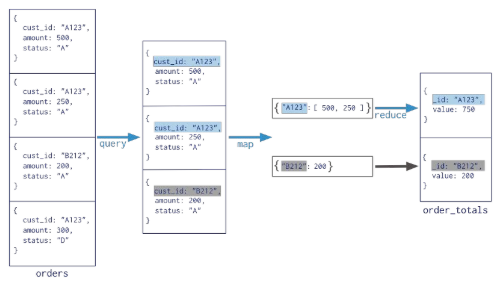 {
cust_id: "A123",
amount: 500,
status: "A"
}
{
cust_id: "A123",
amount: 250,
status: "A"
}
{
cust_id: "B212",
amount: 200,
status: "A"
}
{
cust_id: "A123",
amount: 300,
status: "D"
}
orders
query
{
cust_id: "A123",
amount: 500,
status: "A"
}
{
cust_id: "A123",
amount: 250,
status: "A"
}
{
cust_id: "B212",
amount: 200,
status: "A"
}
map
{ "A123": [ 500, 250 ] }
{ "B212": 200 }
reduce
{
_id: "A123",
value: 750
}
{
_id: "B212",
value: 200
}
order_totals